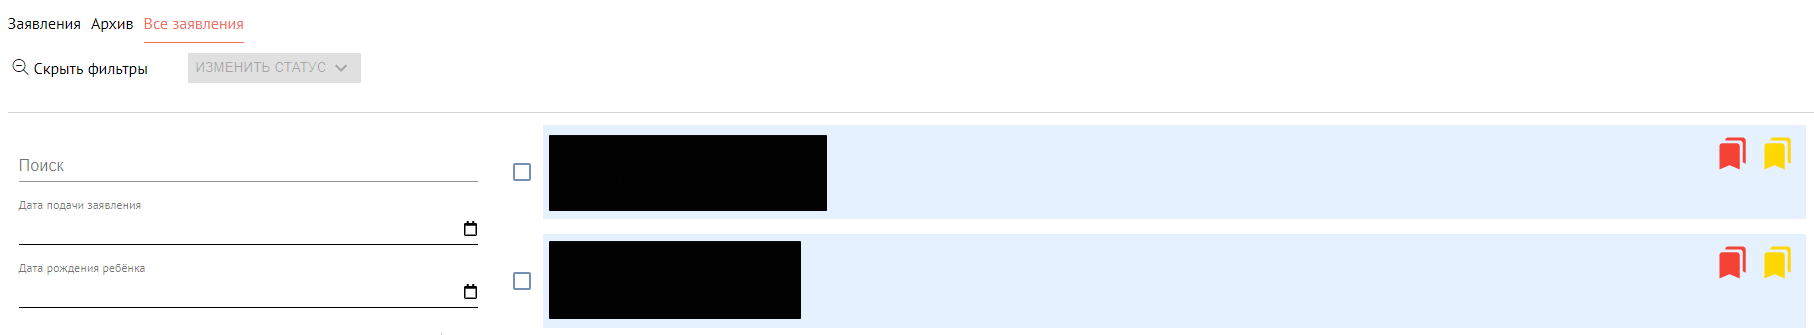 Заявления Архив Все заявления
Скрыть фильтры ИЗМЕНИТЬ СТАТУС
Поиск
Дата подачи заявления
Дата рождения ребёнка